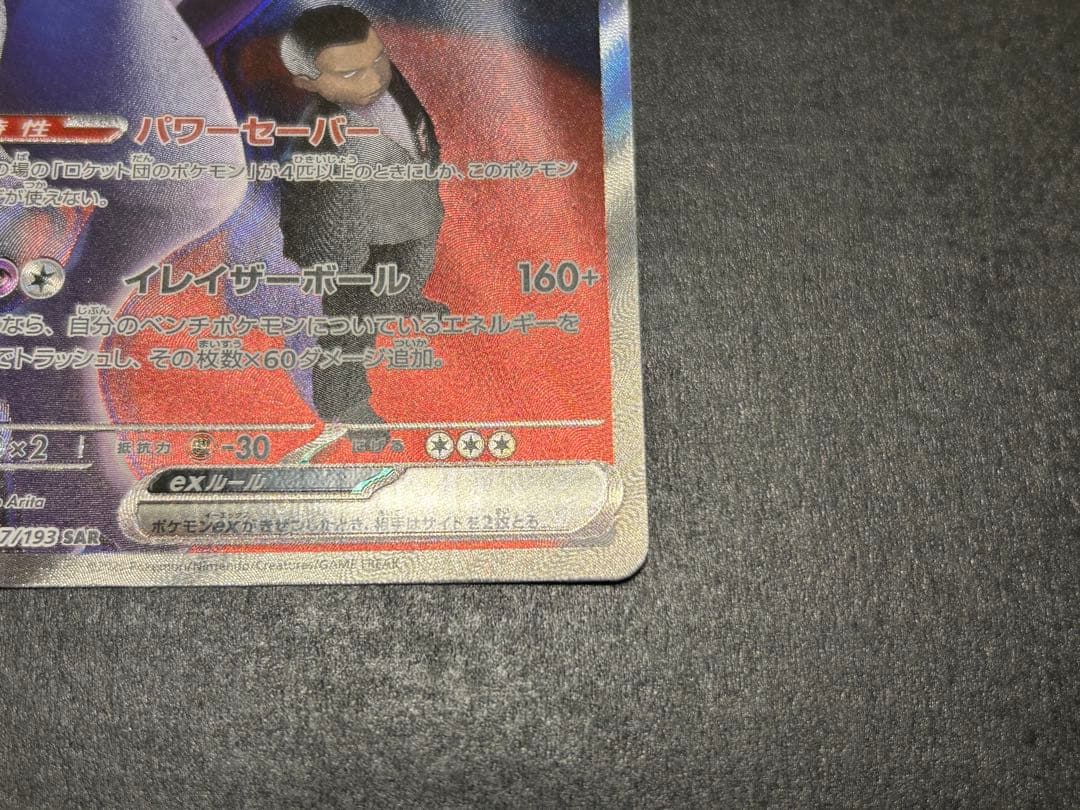 特性 パワーセーバー
の場の「ロケット団のポケモン」が4匹以上のときにしか、このポケモン
が使えない。
イレイザーボール 160+
なら、自分のベンチポケモンについているエネルギーを
でトラッシュし、その枚数×60ダメージ追加。
×2 抵抗力 -30 にげる
exルール
ポケモンexがきぜつしたとき、相手はサイドを2枚とる。
Arita
7/193 SAR
Pokémon/Nintendo/Creatures/GAME FREAK